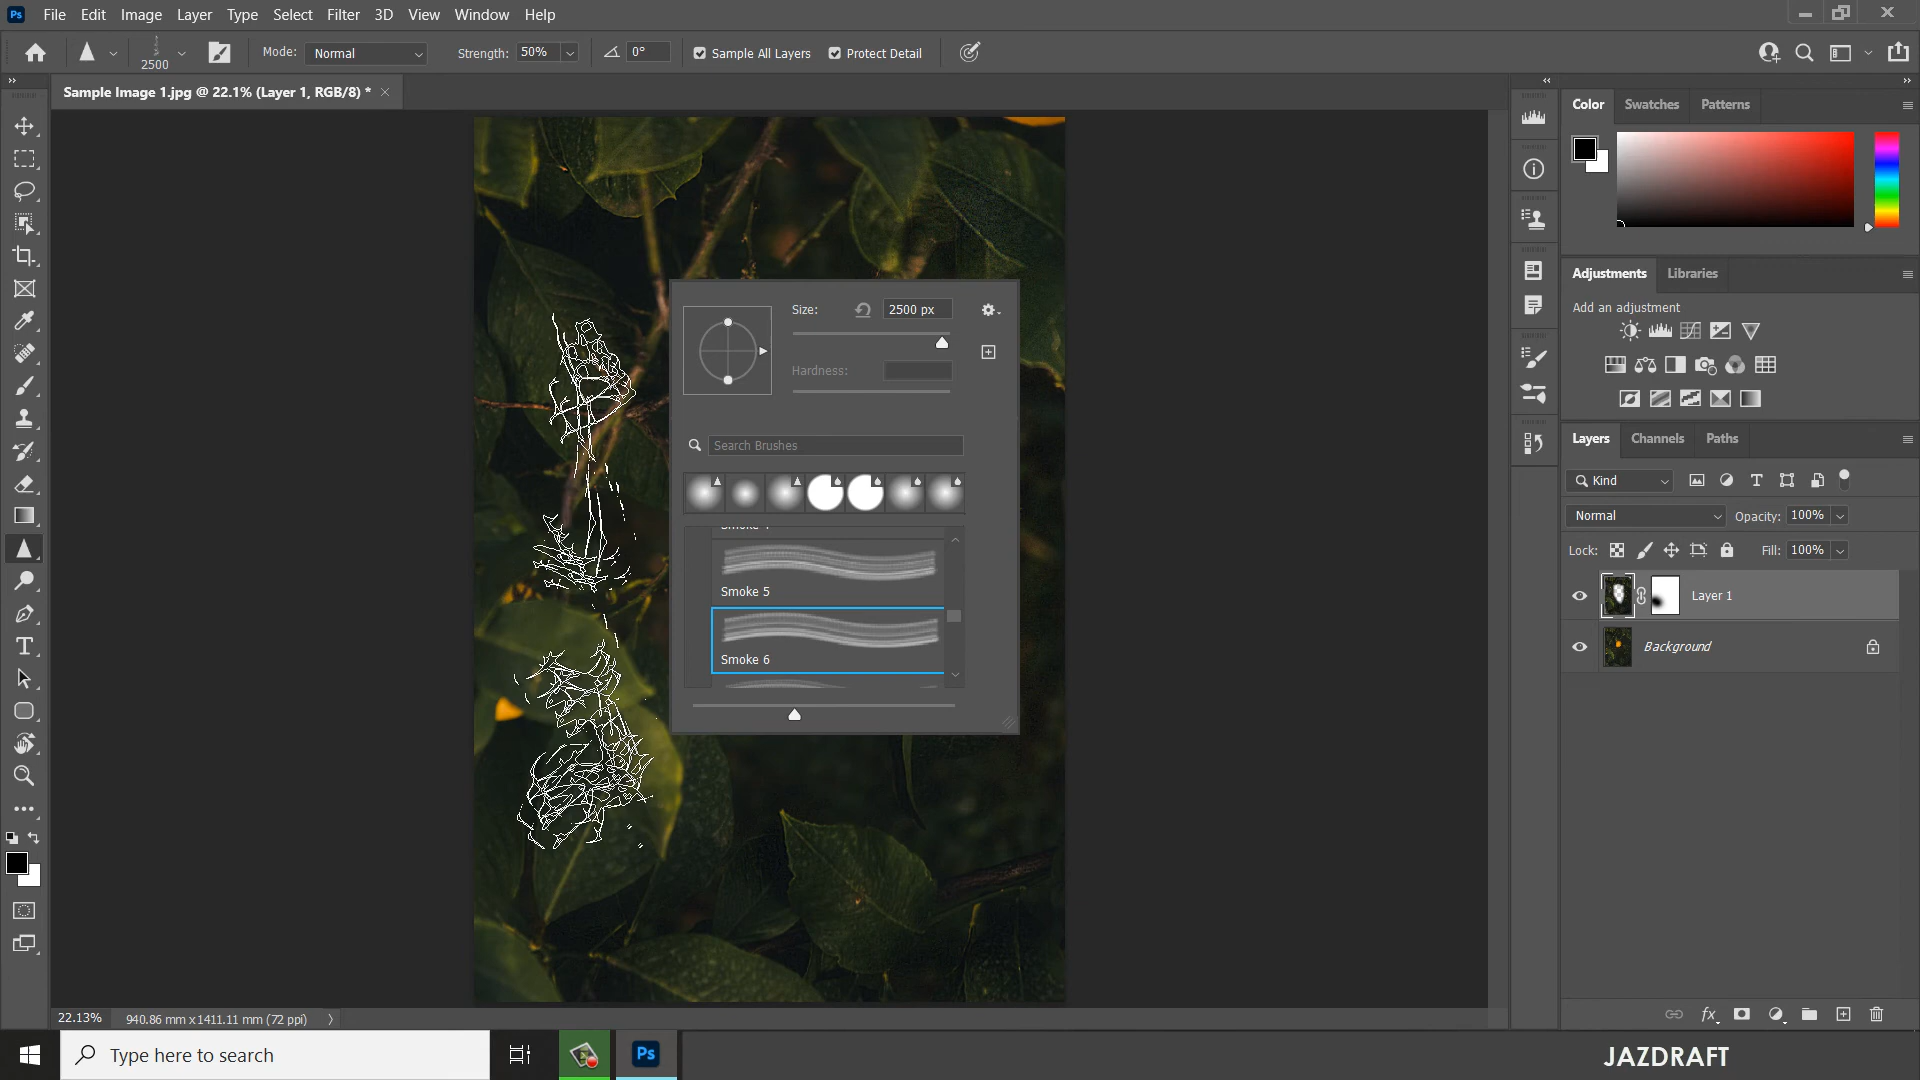 Ps File Edit Image Layer Type Select Filter 3D View Window Help
2500 Mode: Normal Strength: 50% 0° Sample All Layers Protect Detail
Sample Image 1.jpg @ 22.1% (Layer 1, RGB/8) *
Color Swatches Patterns
Adjustments Libraries
Add an adjustment
Size: 2500 px
Hardness:
Search Brushes
Smoke 5
Smoke 6
Layers Channels Paths
Kind
Normal Opacity: 100%
Lock: Fill: 100%
Layer 1
Background
22.13% 940.86 mm x 1411.11 mm (72 ppi)
Type here to search
Ps
JAZDRAFT